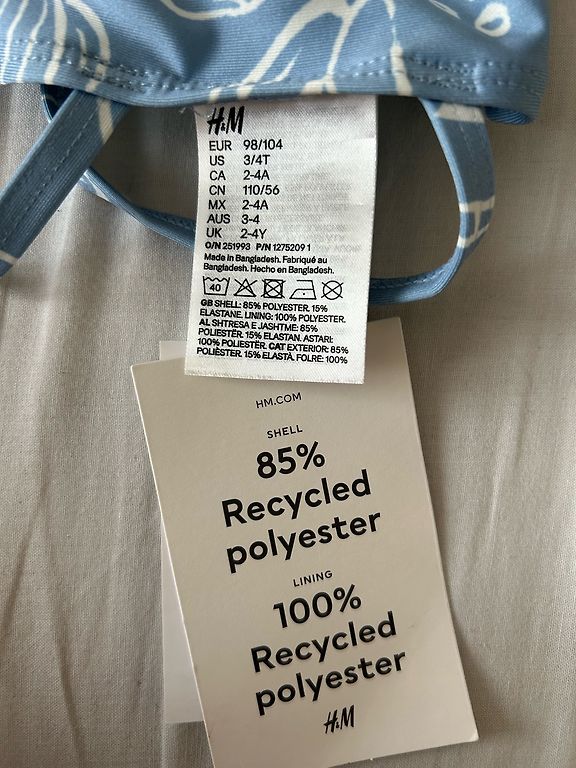 H&M
EUR 98/104
US 3/4T
CA 2-4A
CN 110/56
MX 2-4A
AUS 3-4
UK 2-4Y
O/N 251993 P/N 1275209 1
Made in Bangladesh. Fabriqué au
Bangladesh. Hecho en Bangladesh.
40
GB SHELL: 85% POLYESTER. 15%
ELASTANE. LINING: 100% POLYESTER.
AL SHTRESA E JASHTME: 85%
POLIESTËR. 15% ELASTAN. ASTARI:
100% POLIESTËR. CAT EXTERIOR: 85%
POLIÈSTER. 15% ELASTÀ. FOLRE: 100%
HM.COM
SHELL
85%
Recycled
polyester
LINING
100%
Recycled
polyester
H&M